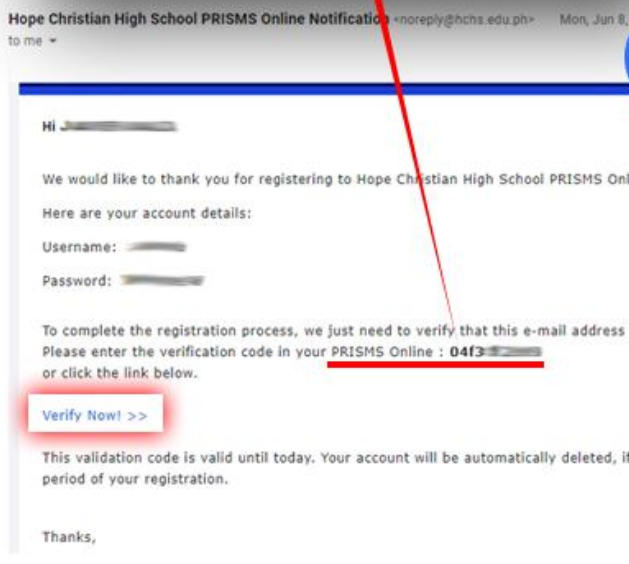 Hope Christian High School PRISMS Online Notification <noreply@hchs.edu.ph> Mon, Jun 8,
to me
Hi
We would like to thank you for registering to Hope Christian High School PRISMS Onl
Here are your account details:
Username:
Password:
To complete the registration process, we just need to verify that this e-mail address
Please enter the verification code in your PRISMS Online : 04f3
or click the link below.
Verify Now! >>
This validation code is valid until today. Your account will be automatically deleted, if
period of your registration.
Thanks,